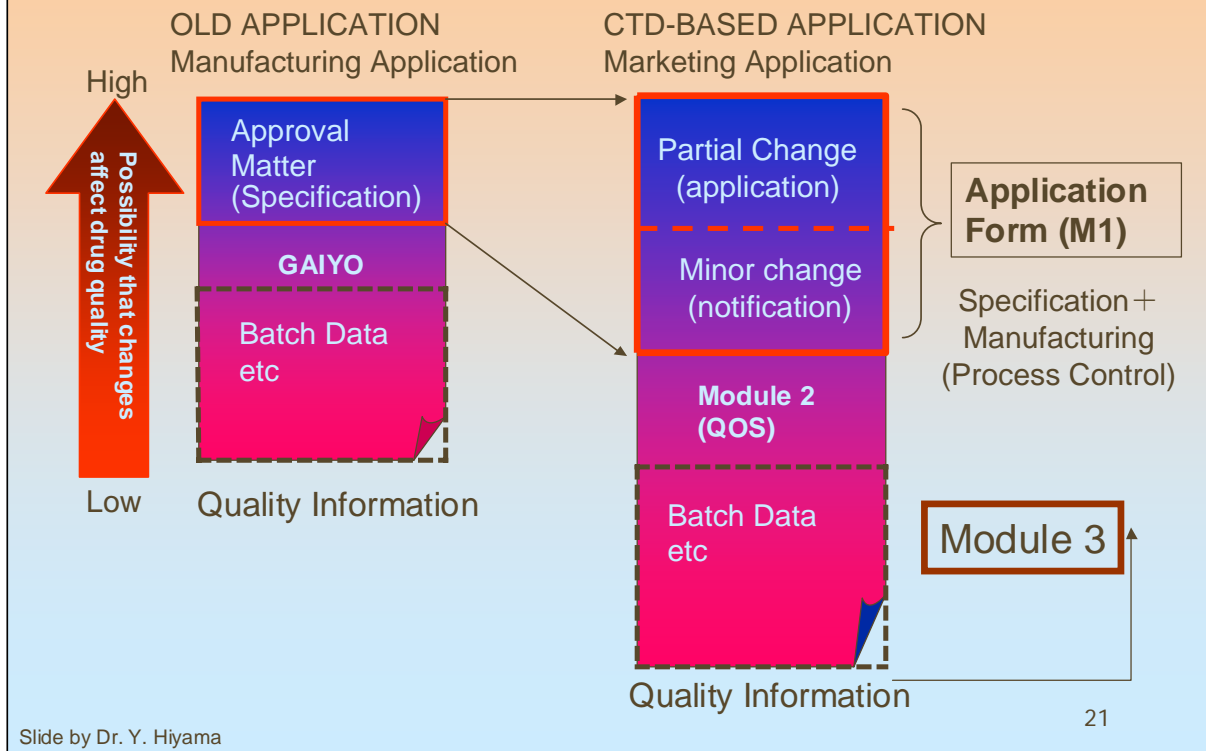 OLD APPLICATION
Manufacturing Application
CTD-BASED APPLICATION
Marketing Application
High
Possibility that changes
affect drug quality
Low
Approval
Matter
(Specification)
GAIYO
Batch Data
etc
Quality Information
Partial Change
(application)
Minor change
(notification)
Module 2
(QOS)
Batch Data
etc
Quality Information
Application
Form (M1)
Specification＋
Manufacturing
(Process Control)
Module 3
21
Slide by Dr. Y. Hiyama